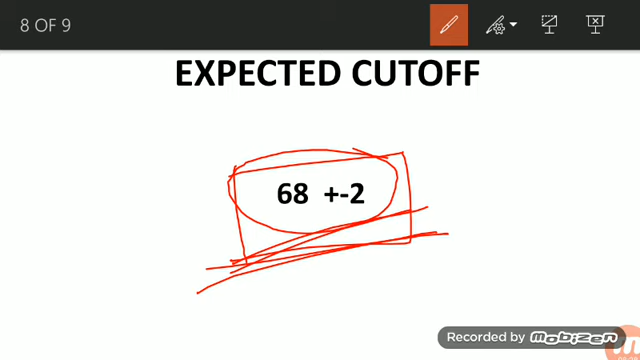 8 OF 9
EXPECTED CUTOFF
68 +-2
Recorded by mobizen